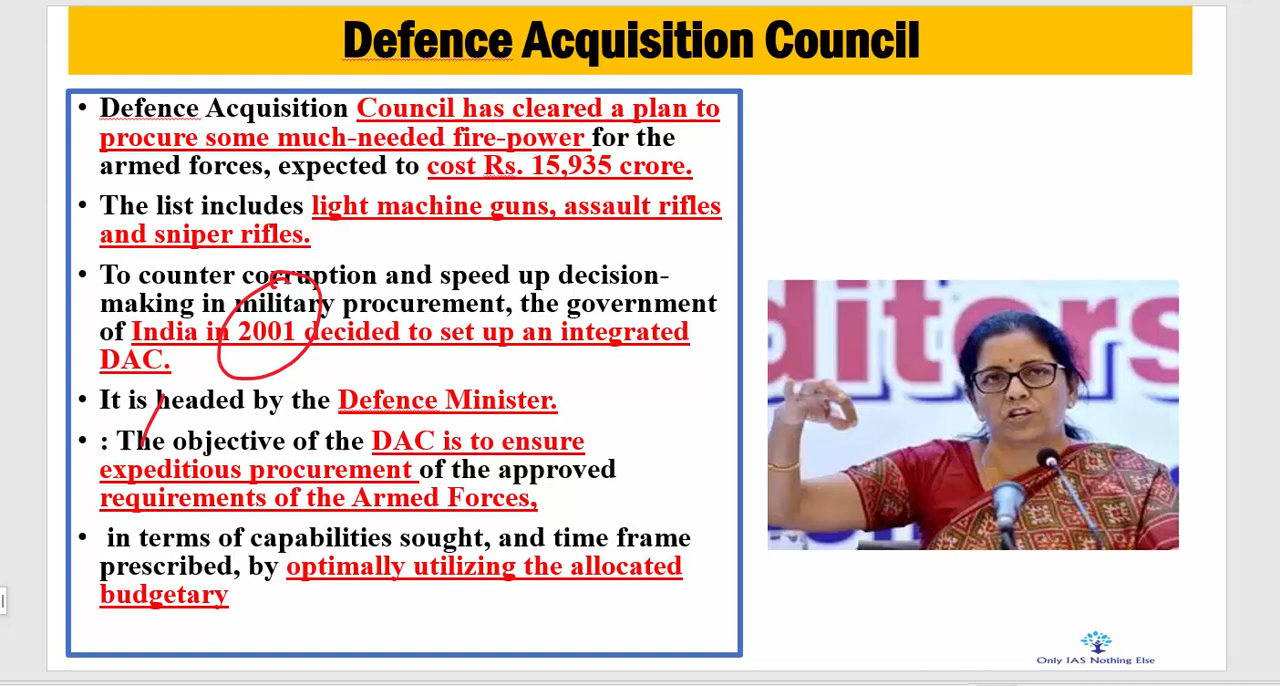 Defence Acquisition Council
• Defence Acquisition Council has cleared a plan to
procure some much-needed fire-power for the
armed forces, expected to cost Rs. 15,935 crore.
• The list includes light machine guns, assault rifles
and sniper rifles.
• To counter corruption and speed up decision-
making in military procurement, the government
of India in 2001 decided to set up an integrated
DAC.
• It is headed by the Defence Minister.
• : The objective of the DAC is to ensure
expeditious procurement of the approved
requirements of the Armed Forces,
• in terms of capabilities sought, and time frame
prescribed, by optimally utilizing the allocated
budgetary
ditors
Only IAS Nothing Else